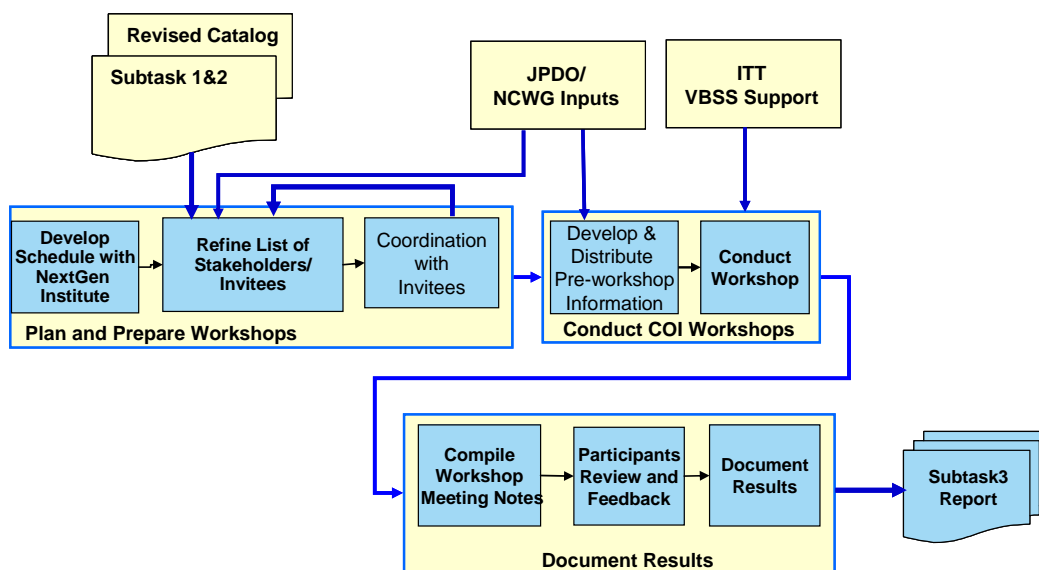 Revised Catalog
Subtask 1&2
JPDO/
NCWG Inputs
ITT
VBSS Support
Develop
Schedule with
NextGen
Institute
Refine List of
Stakeholders/
Invitees
Coordination
with
Invitees
Plan and Prepare Workshops
Develop &
Distribute
Pre-workshop
Information
Conduct
Workshop
Conduct COI Workshops
Compile
Workshop
Meeting Notes
Participants
Review and
Feedback
Document
Results
Document Results
Subtask3
Report